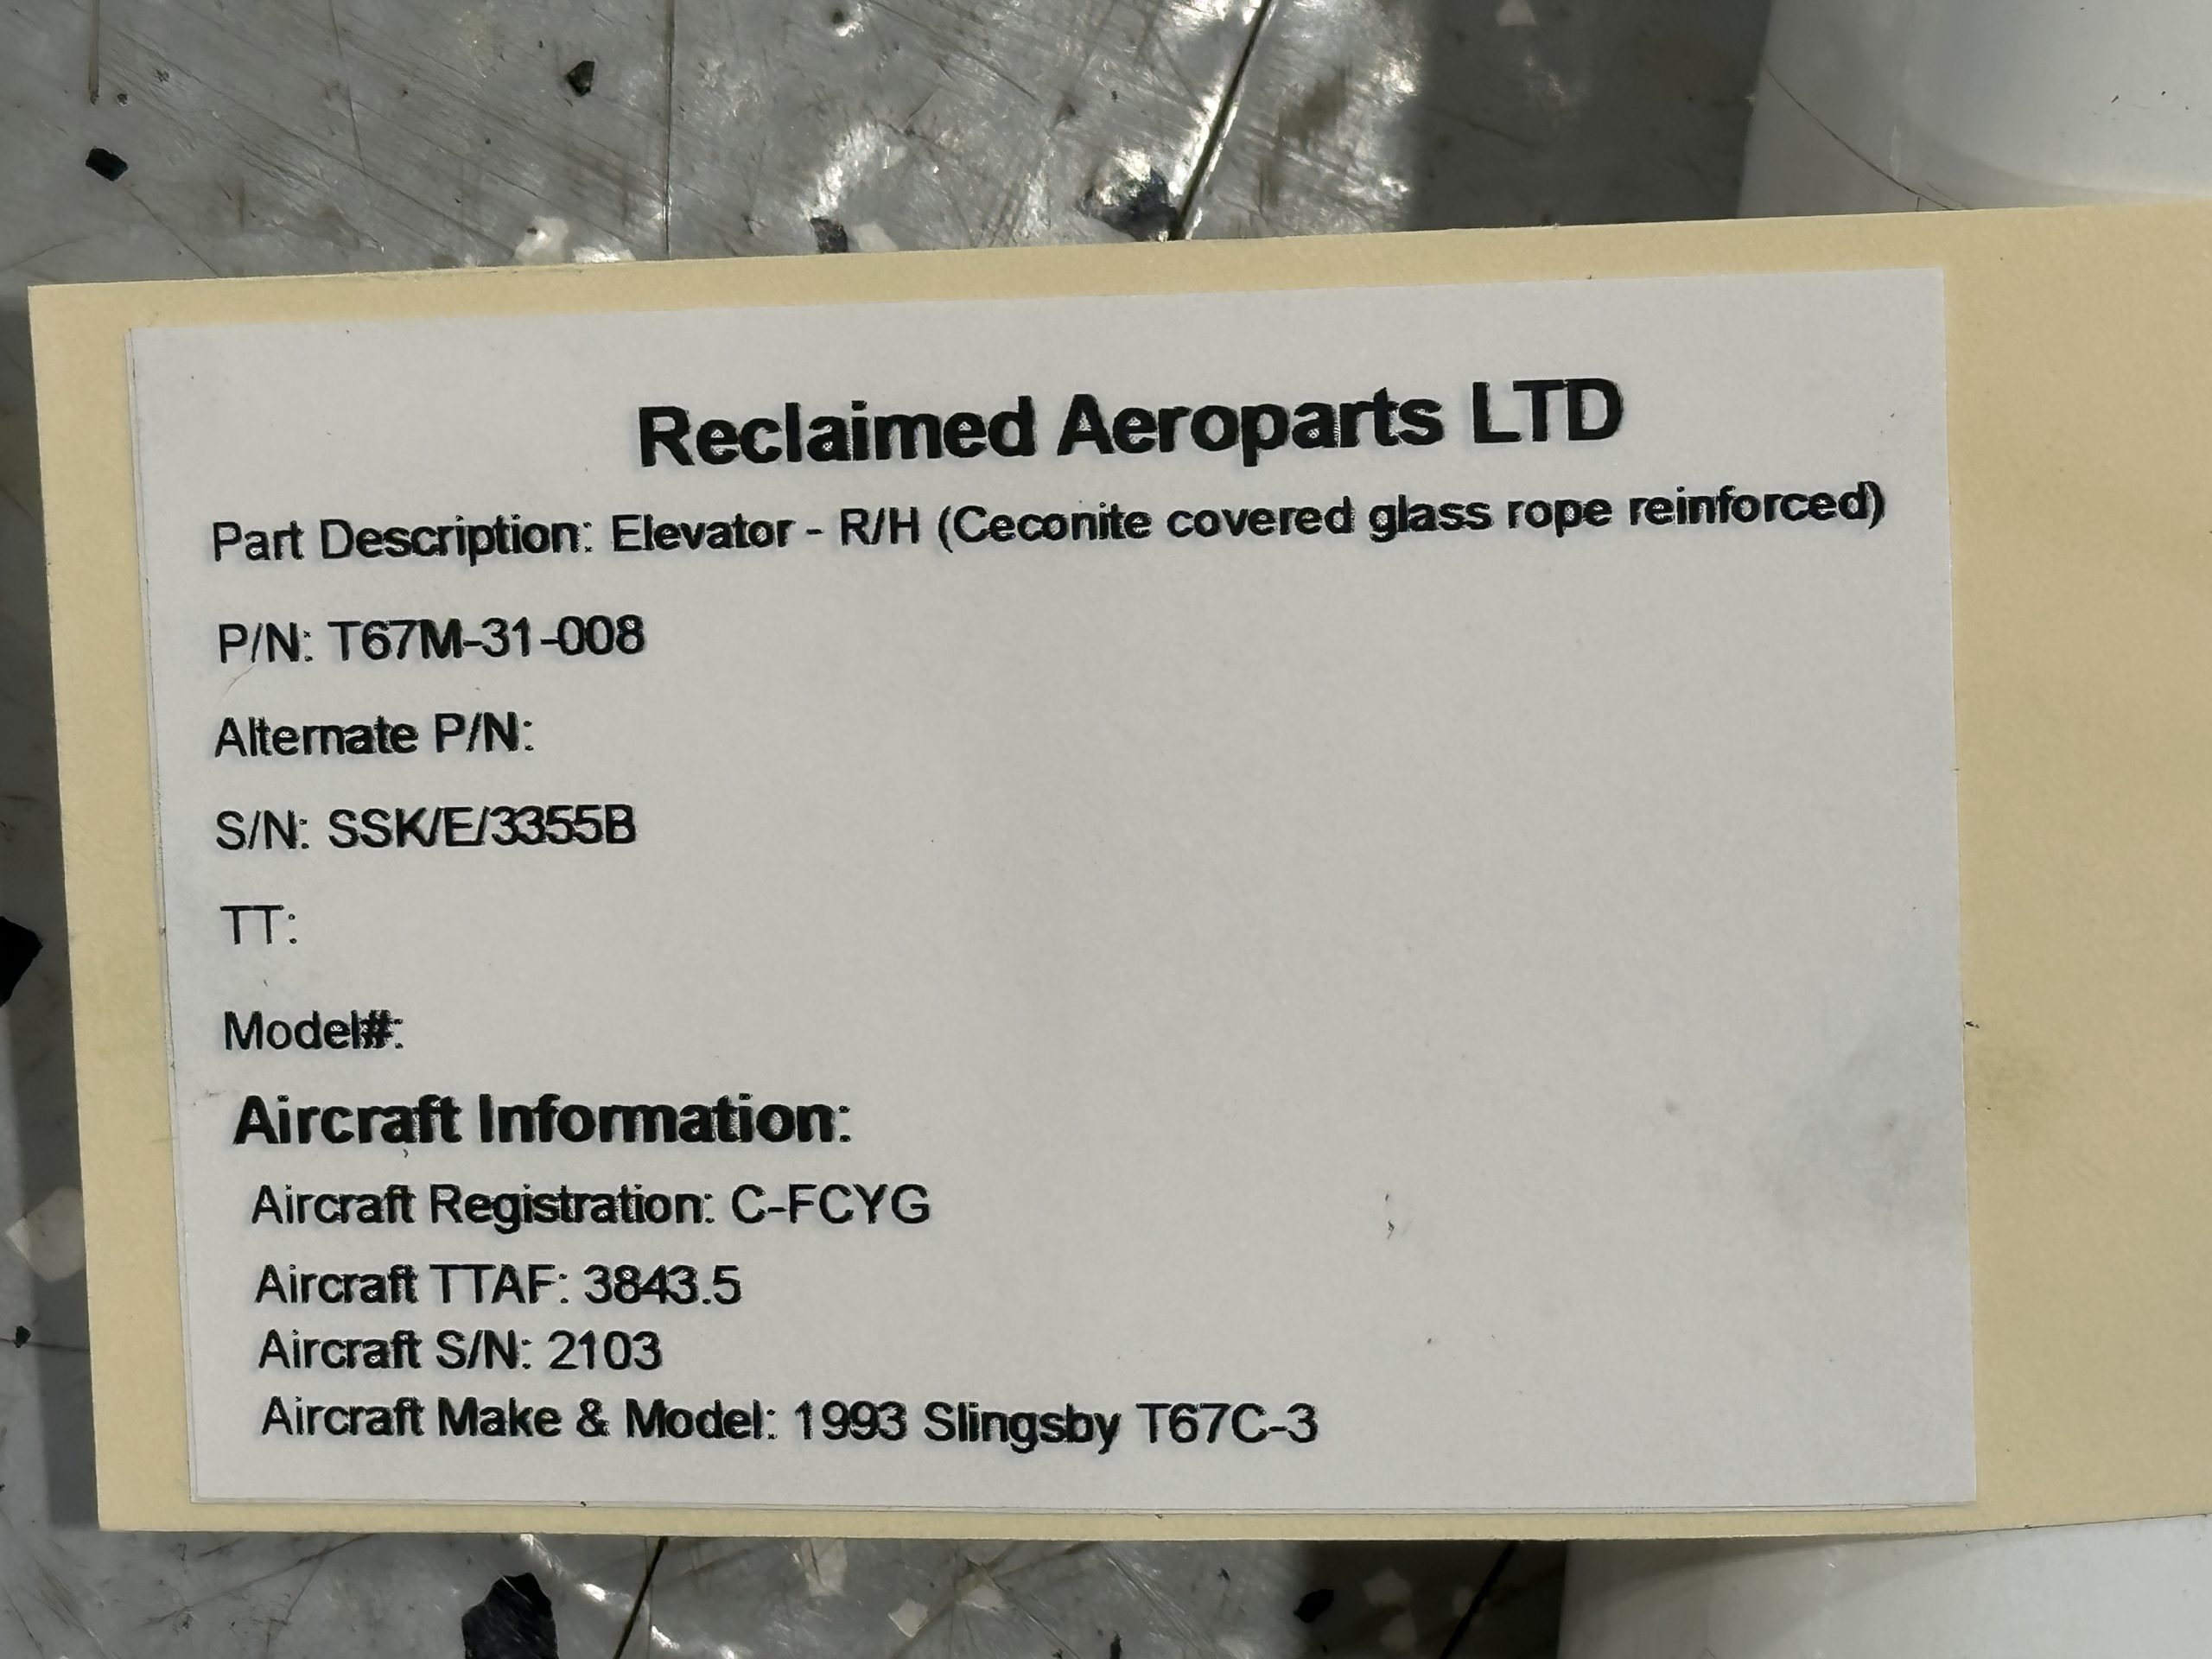 Reclaimed Aeroparts LTD
Part Description: Elevator - R/H (Ceconite covered glass rope reinforced)
P/N: T67M-31-008
Alternate P/N:
S/N: SSK/E/3355B
TT:
Model#:
Aircraft Information:
Aircraft Registration: C-FCYG
Aircraft TTAF: 3843.5
Aircraft S/N: 2103
Aircraft Make & Model: 1993 Slingsby T67C-3